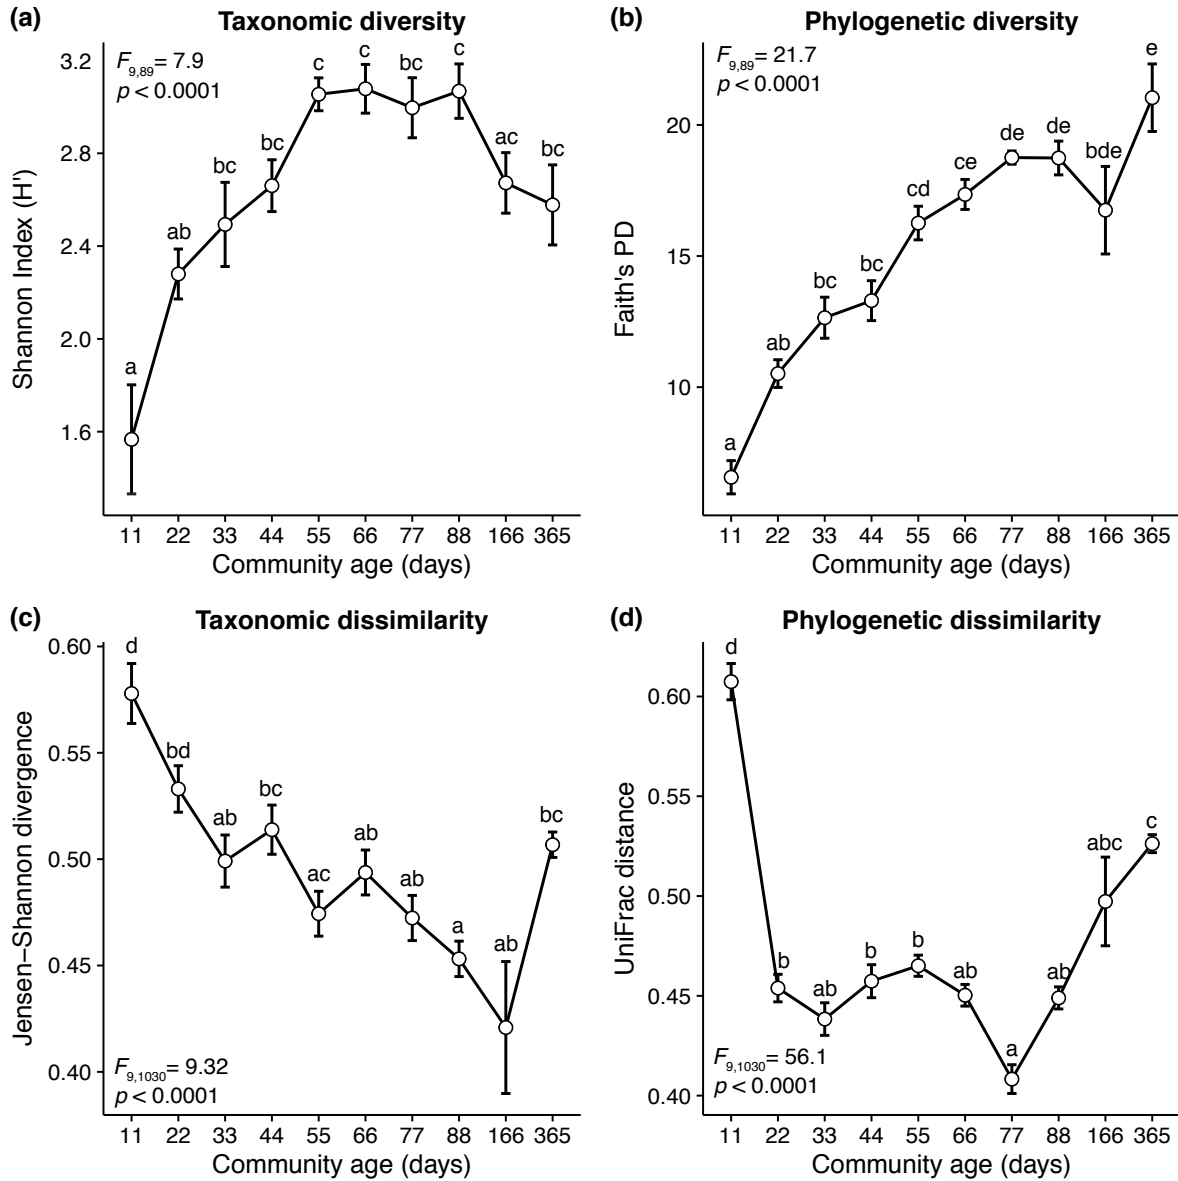 (a) Taxonomic diversity
F9,89= 7.9
p < 0.0001
Shannon Index (H')
3.2
2.8
2.4
2.0
1.6
a
ab
bc
bc
c
c
bc
c
ac
bc
11 22 33 44 55 66 77 88 166 365
Community age (days)
(b) Phylogenetic diversity
F9,89= 21.7
p < 0.0001
Faith's PD
20
15
10
a
ab
bc
bc
cd
ce
de
de
bde
e
11 22 33 44 55 66 77 88 166 365
Community age (days)
(c) Taxonomic dissimilarity
Jensen−Shannon divergence
0.60
0.55
0.50
0.45
0.40
d
bd
ab
bc
ac
ab
ab
a
ab
bc
F9,1030= 9.32
p < 0.0001
11 22 33 44 55 66 77 88 166 365
Community age (days)
(d) Phylogenetic dissimilarity
UniFrac distance
0.60
0.55
0.50
0.45
0.40
d
b
ab
b
b
ab
a
ab
abc
c
F9,1030= 56.1
p < 0.0001
11 22 33 44 55 66 77 88 166 365
Community age (days)